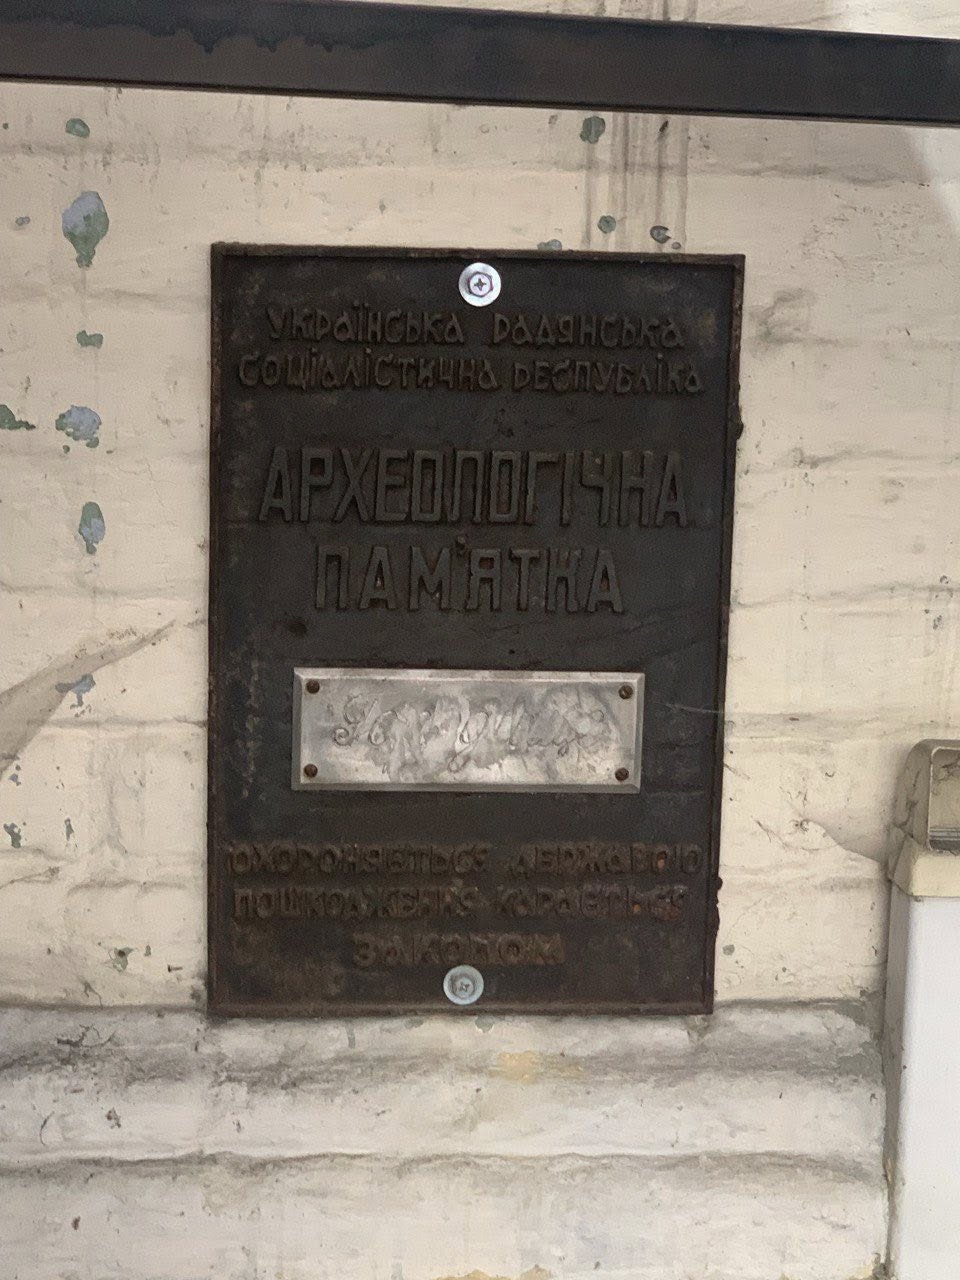 УКРАЇНСЬКА РАДЯНСЬКА
СОЦІАЛІСТИЧНА РЕСПУБЛІКА
АРХЕОЛОГІЧНА
ПАМ'ЯТКА
ОХОРОНЯЄТЬСЯ ДЕРЖАВОЮ
ПОШКОДЖЕННЯ КАРАЄТЬСЯ
ЗАКОНОМ